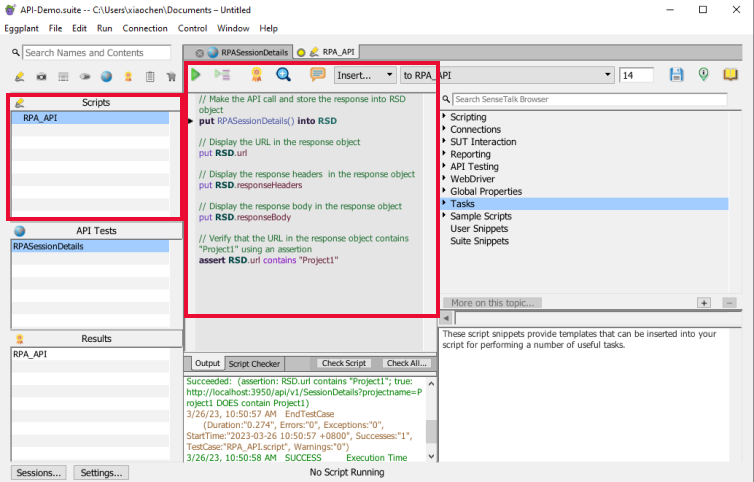 API-Demo.suite -- C:\Users\xiaochen\Documents – Untitled
Eggplant File Suite Edit Run Connection Control Window Help
Search Names and Contents
RPASessionDetails RPA_API
Insert... to RPA_API 14
Scripts
RPA_API
API Tests
RPASessionDetails
Results
RPA_API
// Make the API call and store the response into RSD
object
put RPASessionDetails() into RSD
// Display the URL in the response object
put RSD.url
// Display the response headers in the response object
put RSD.responseHeaders
// Display the response body in the response object
put RSD.responseBody
// Verify that the URL in the response object contains
"Project1" using an assertion
assert RSD.url contains "Project1"
Output Script Checker Check Script Check All...
Succeeded: (assertion: RSD.url contains "Project1"; true:
http://localhost:3950/api/v1/SessionDetails?projectname=P
roject1 DOES contain Project1)
3/26/23, 10:50:57 AM EndTestCase
(Duration:"0.274", Errors:"0", Exceptions:"0",
StartTime:"2023-03-26 10:50:57 +0800", Successes:"1",
TestCase:"RPA_API.script", Warnings:"0")
3/26/23, 10:50:58 AM SUCCESS Execution Time
Search SenseTalk Browser
Scripting
Connections
SUT Interaction
Reporting
API Testing
WebDriver
Global Properties
Tasks
Sample Scripts
User Snippets
Suite Snippets
More on this topic...
These script snippets provide templates that can be inserted into your
script for performing a number of useful tasks.
Sessions... Settings... No Script Running